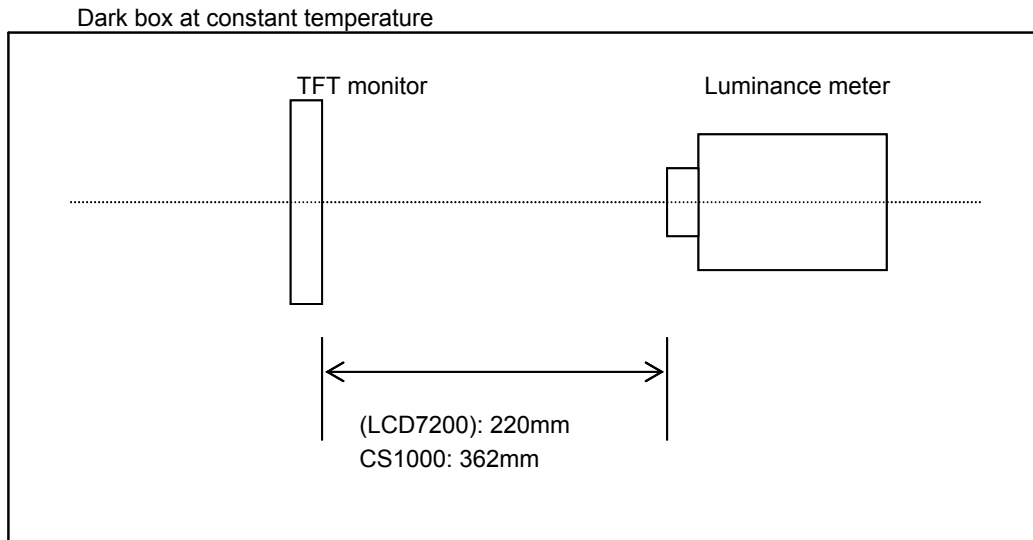 Dark box at constant temperature
TFT monitor
Luminance meter
(LCD7200): 220mm
CS1000: 362mm